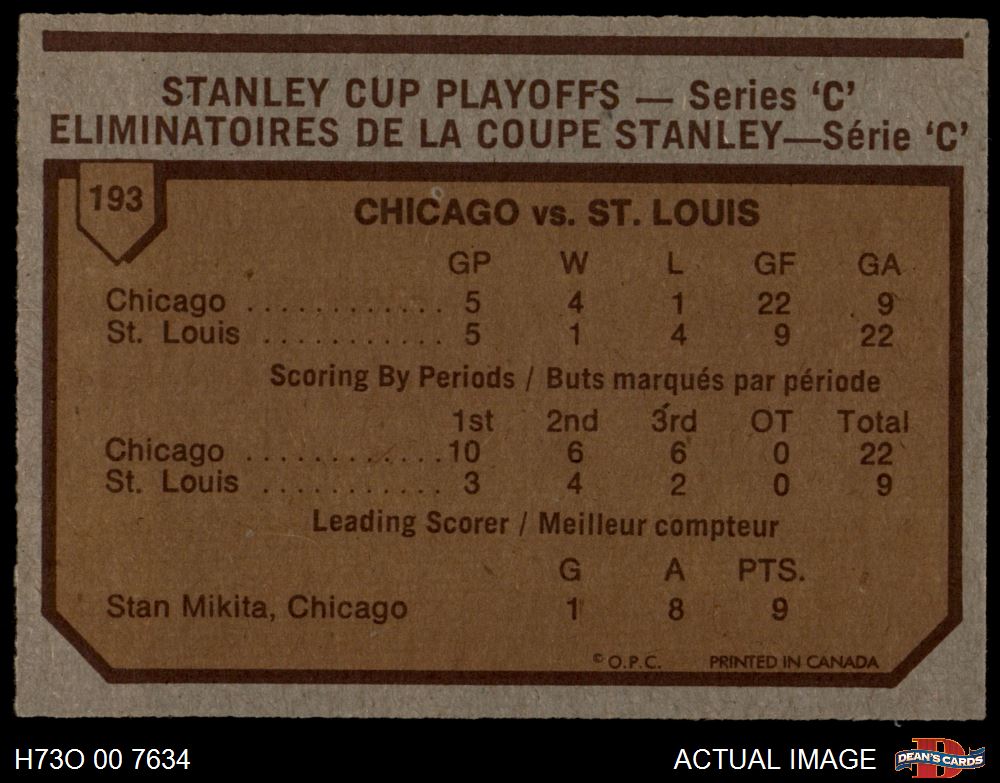 STANLEY CUP PLAYOFFS — Series ‘C’
ELIMINATOIRES DE LA COUPE STANLEY—Série ‘C’
193
CHICAGO vs. ST. LOUIS
GP W L GF GA
Chicago . . . . . . . . . . . . 5 4 1 22 9
St. Louis . . . . . . . . . . . 5 1 4 9 22
Scoring By Periods / Buts marqués par période
1st 2nd 3rd OT Total
Chicago . . . . . . . . . . . . 10 6 6 0 22
St. Louis . . . . . . . . . . . 3 4 2 0 9
Leading Scorer / Meilleur compteur
G A PTS.
Stan Mikita, Chicago 1 8 9
© O.P.C. PRINTED IN CANADA
H73O 00 7634 ACTUAL IMAGE DEAN'S CARDS